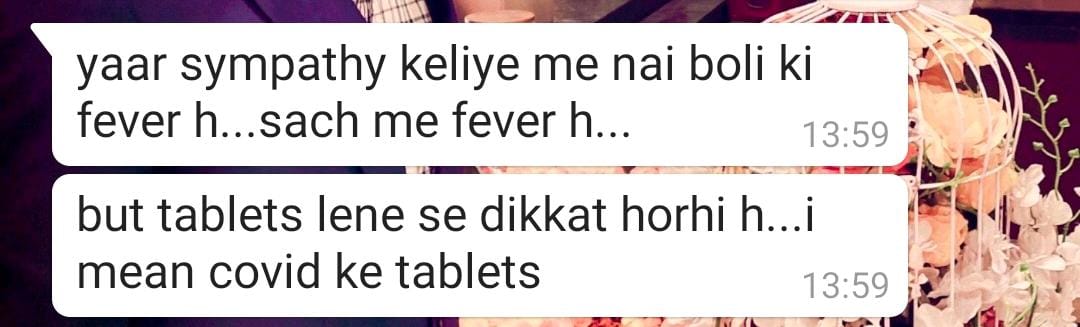 yaar sympathy keliye me nai boli ki
fever h...sach me fever h...
13:59
but tablets lene se dikkat horhi h...i
mean covid ke tablets
13:59